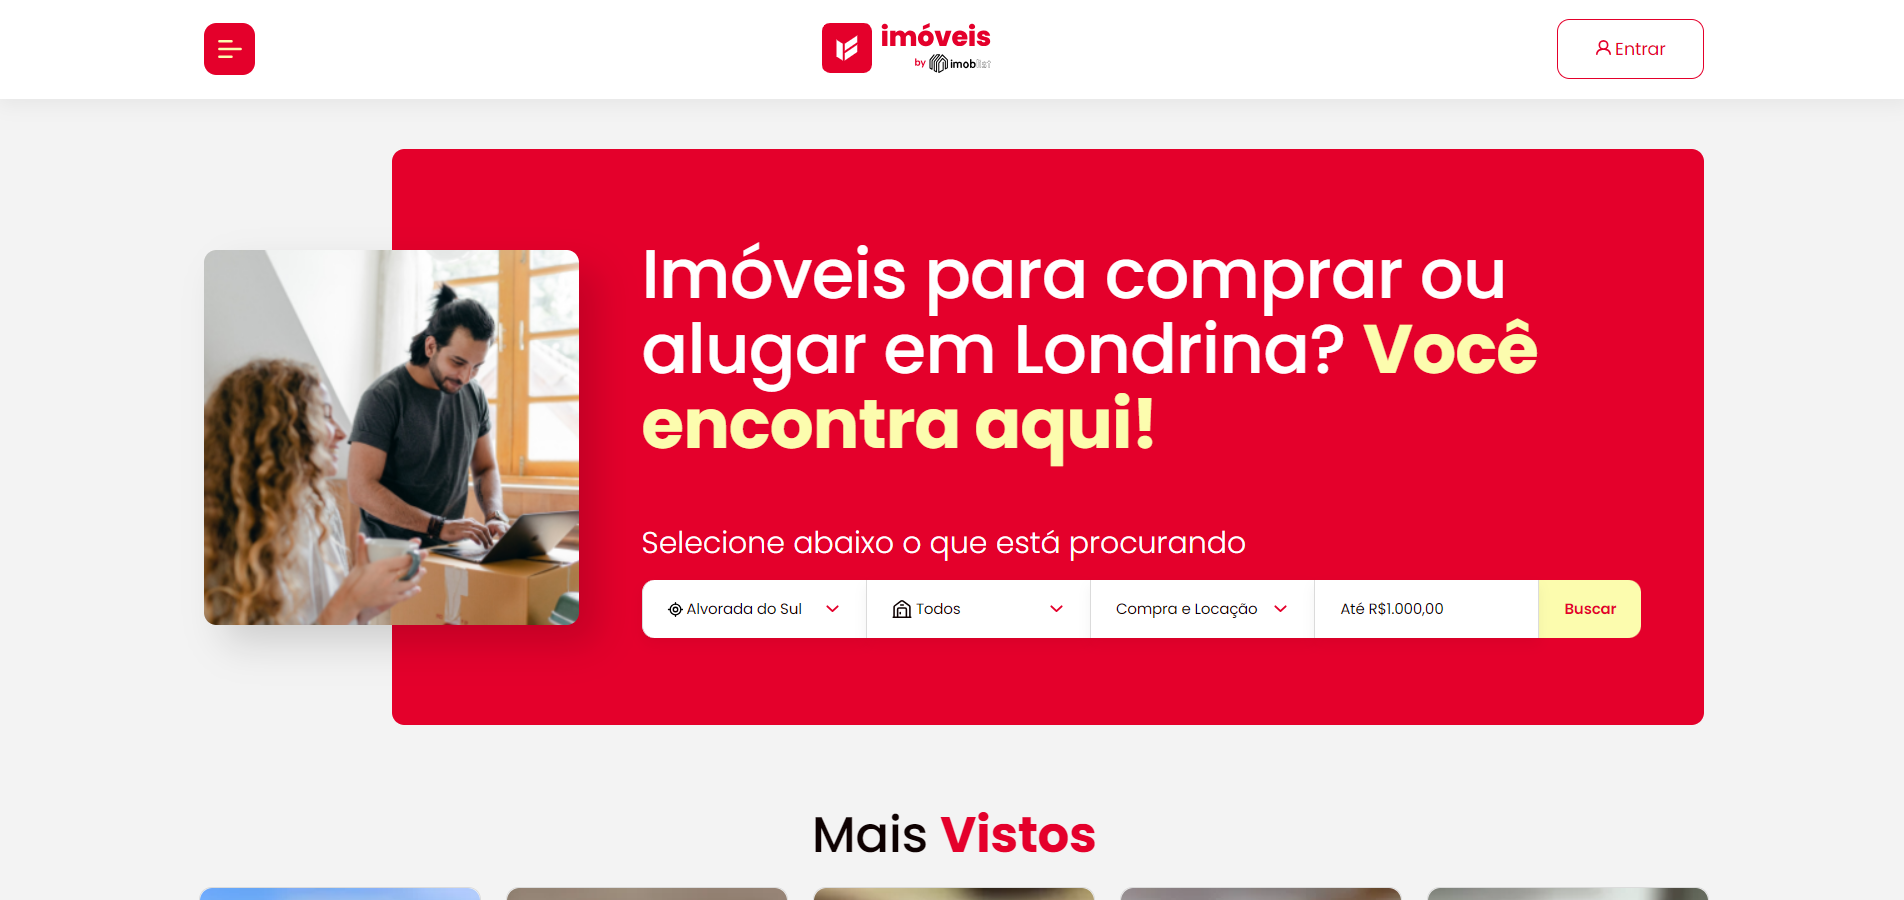 imóveis
by imoblist
Entrar
Imóveis para comprar ou
alugar em Londrina? Você
encontra aqui!
Selecione abaixo o que está procurando
Alvorada do Sul
Todos
Compra e Locação
Até R$1.000,00
Buscar
Mais Vistos